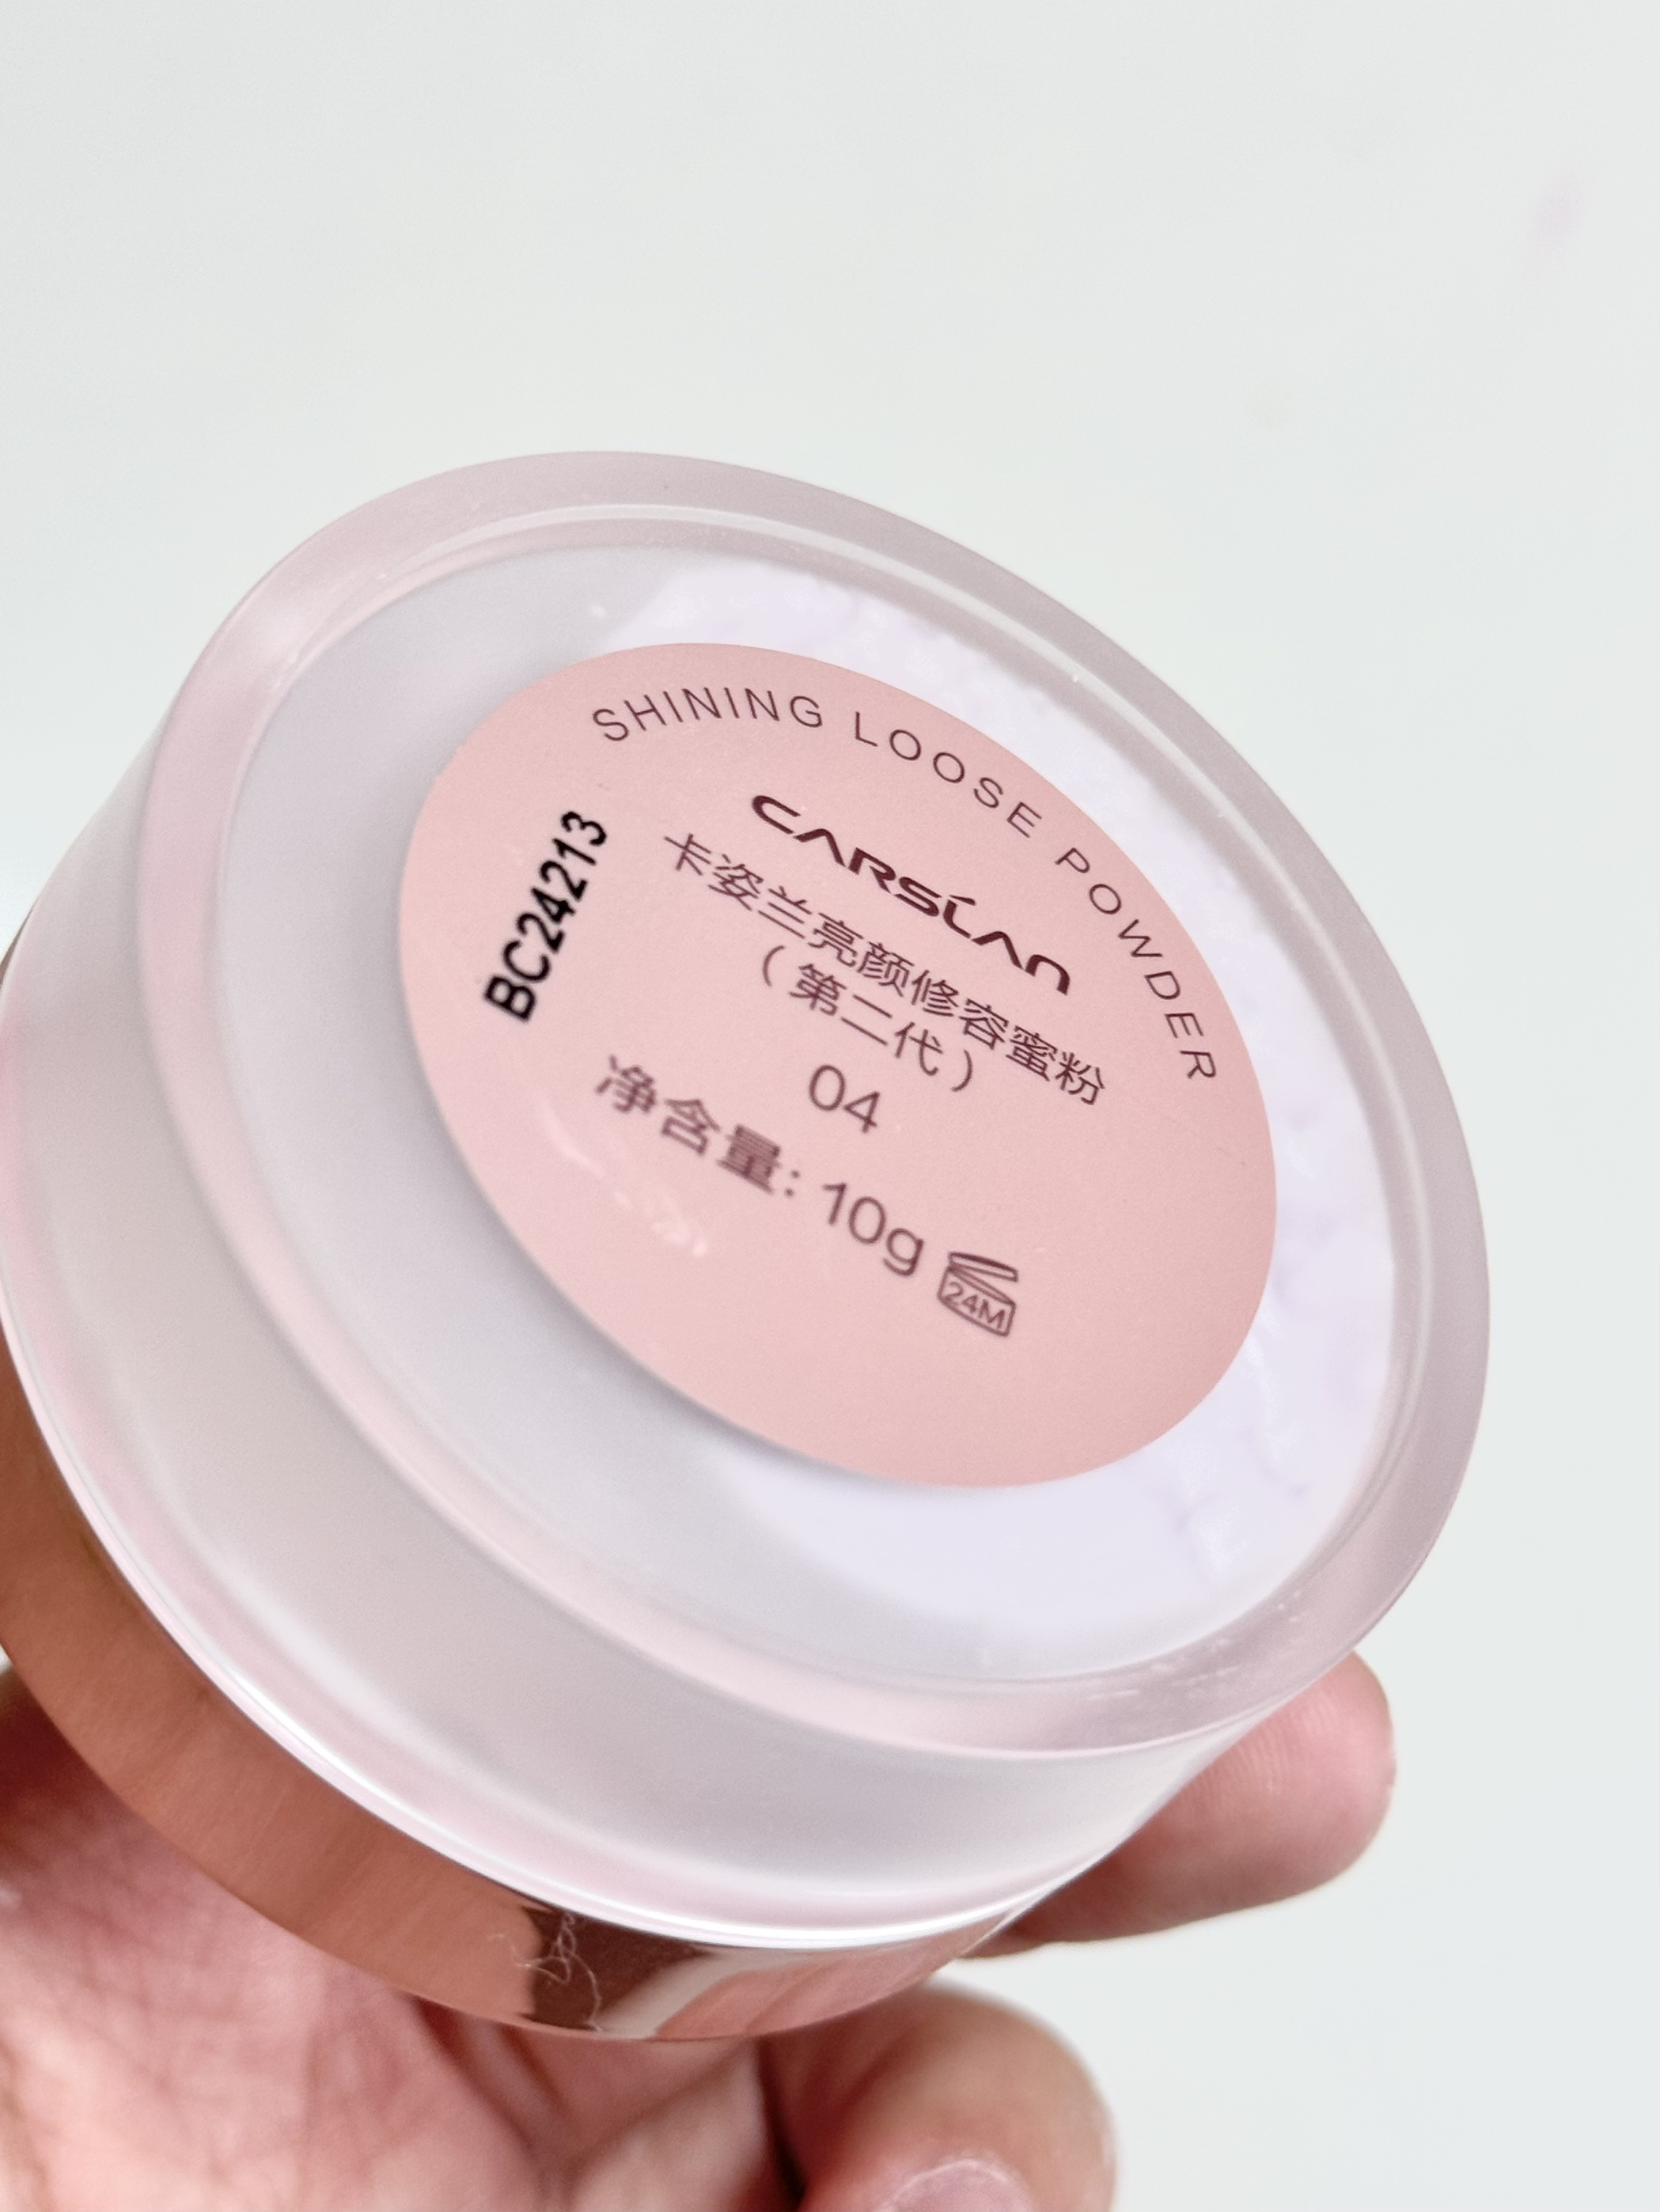 SHINING LOOSE POWDER
CARSLAN
卡姿兰亮颜修容蜜粉
（第二代）
04
净含量: 10g
24M
BC24213